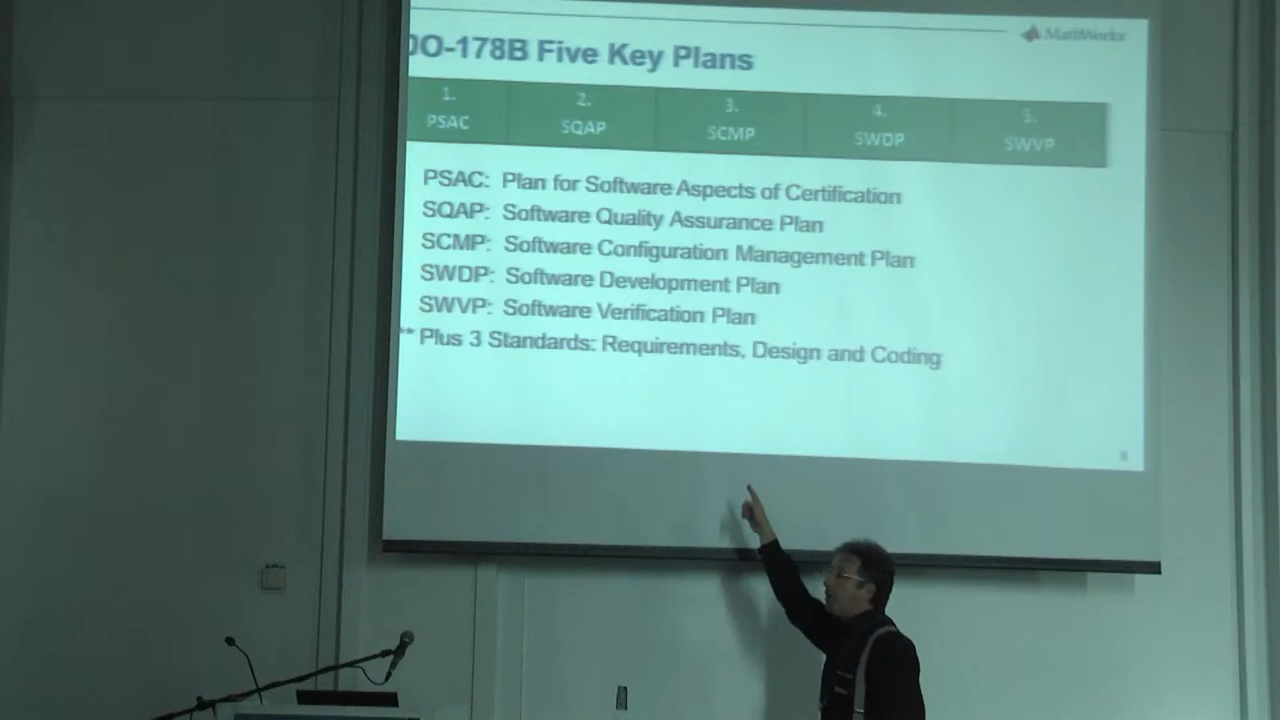 MathWorks
DO-178B Five Key Plans
1.
PSAC
2.
SQAP
3.
SCMP
4.
SWDP
5.
SWVP
PSAC: Plan for Software Aspects of Certification
SQAP: Software Quality Assurance Plan
SCMP: Software Configuration Management Plan
SWDP: Software Development Plan
SWVP: Software Verification Plan
** Plus 3 Standards: Requirements, Design and Coding